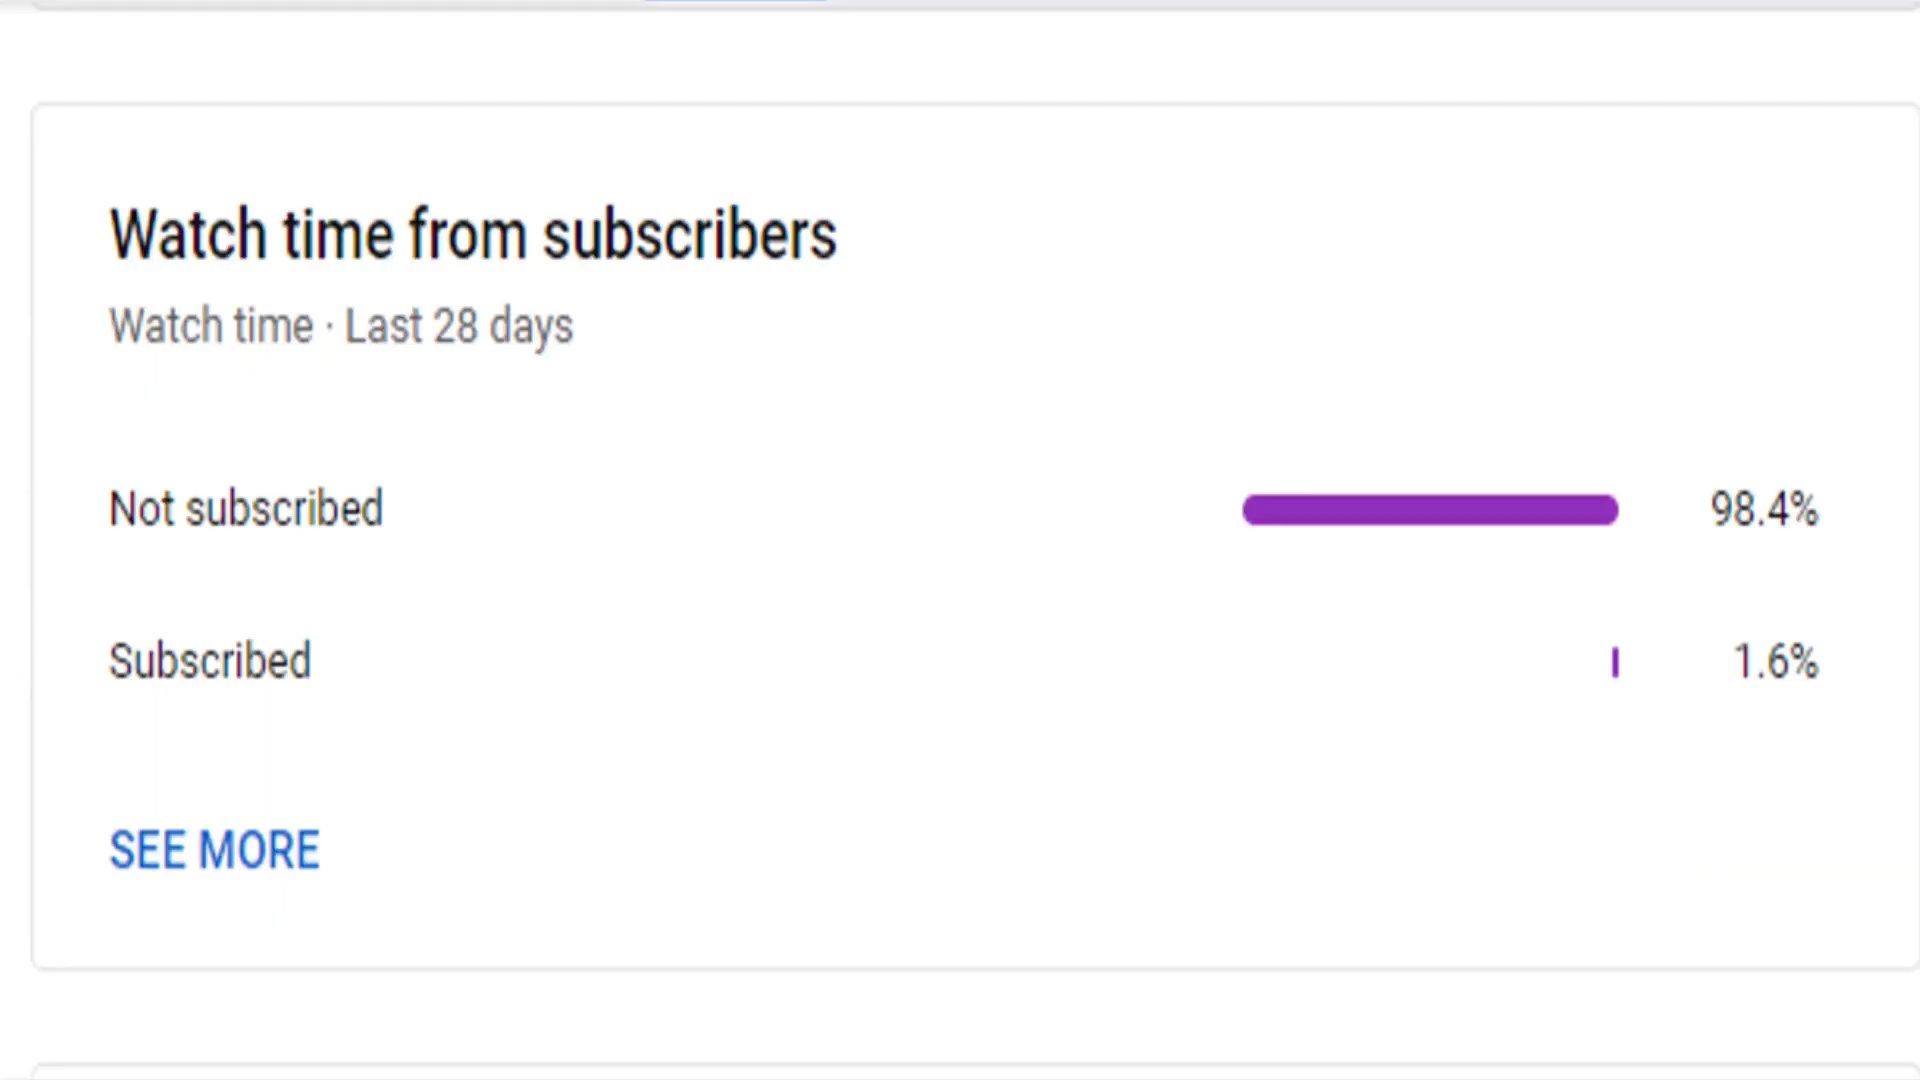 Watch time from subscribers
Watch time · Last 28 days
Not subscribed 98.4%
Subscribed 1.6%
SEE MORE